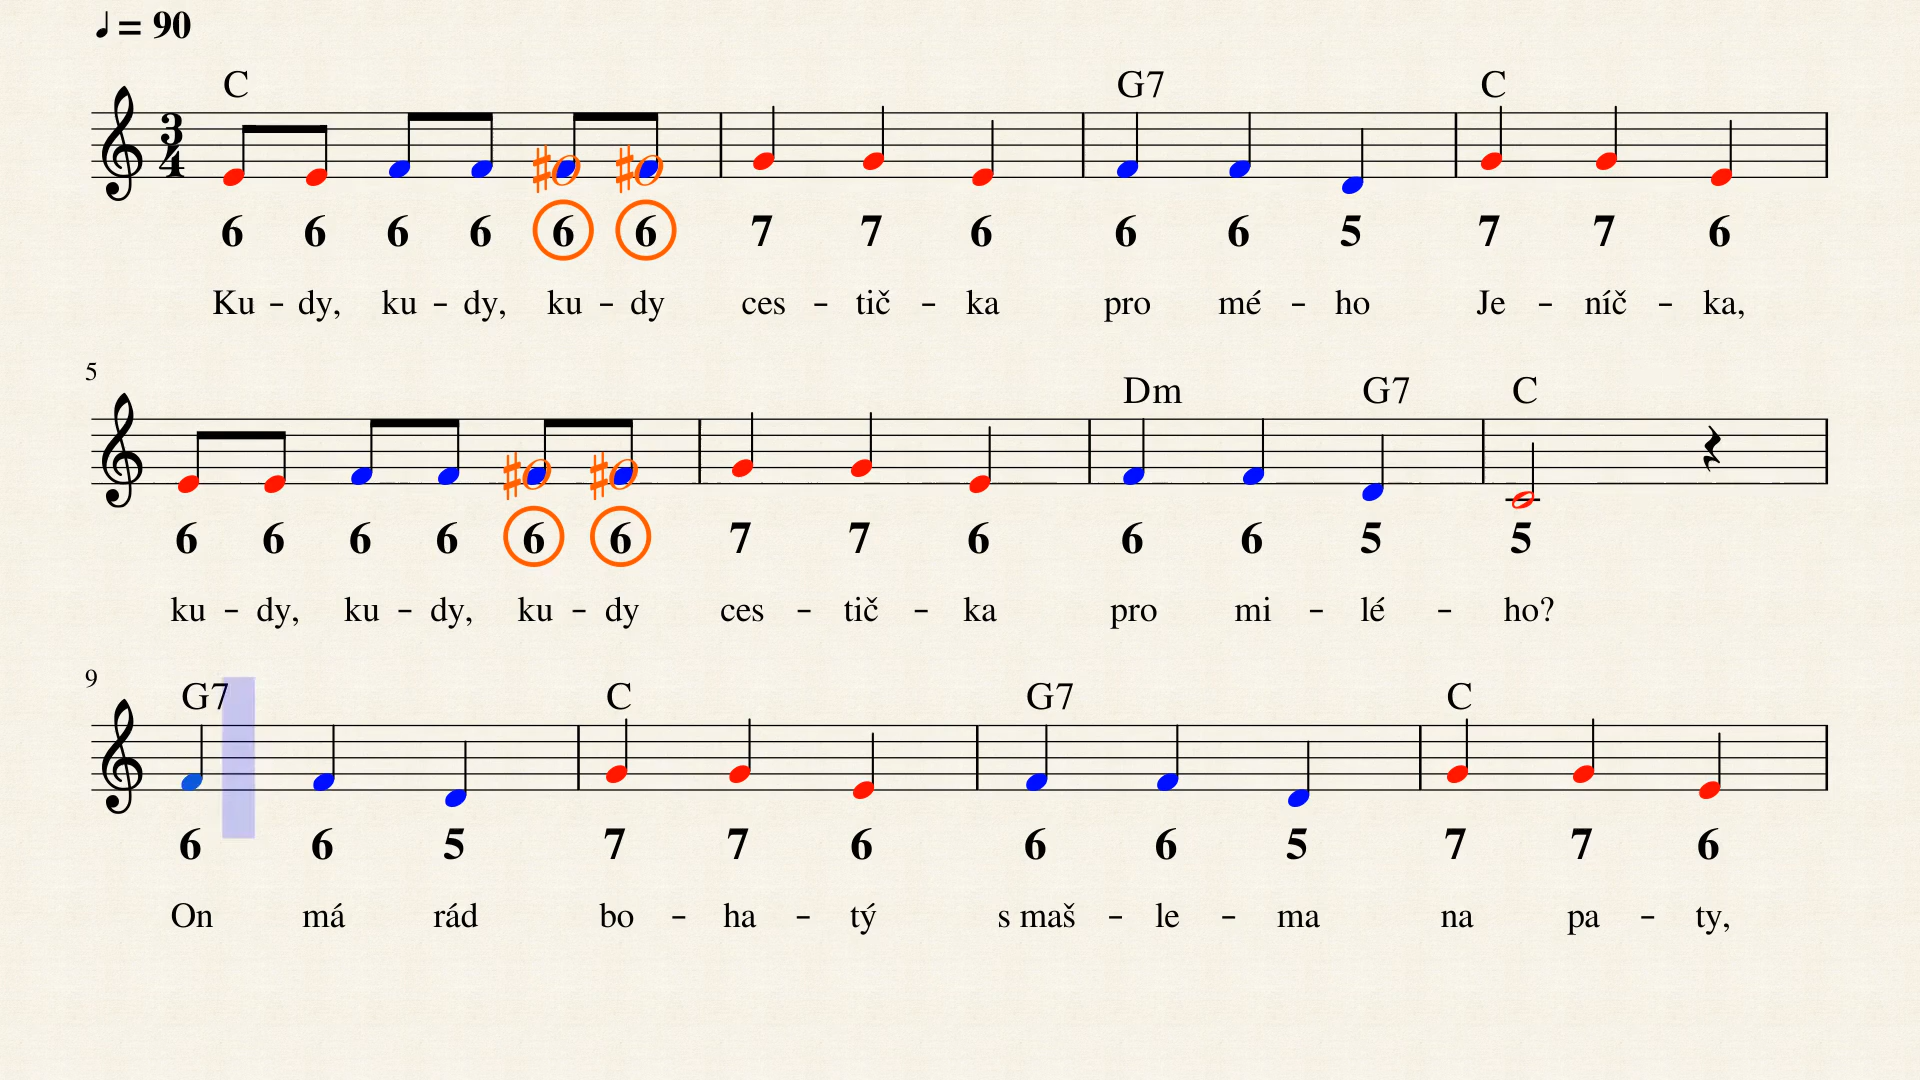 ♩ = 90
C G7 C
3
4
6 6 6 6 6 6 7 7 6 6 6 5 7 7 6
Ku – dy, ku – dy, ku – dy ces – tič – ka pro mé – ho Je – níč – ka,
5
Dm G7 C
6 6 6 6 6 6 7 7 6 6 6 5 5
ku – dy, ku – dy, ku – dy ces – tič – ka pro mi – lé – ho?
9
G7 C G7 C
6 6 5 7 7 6 6 6 5 7 7 6
On má rád bo – ha – tý s maš – le – ma na pa – ty,